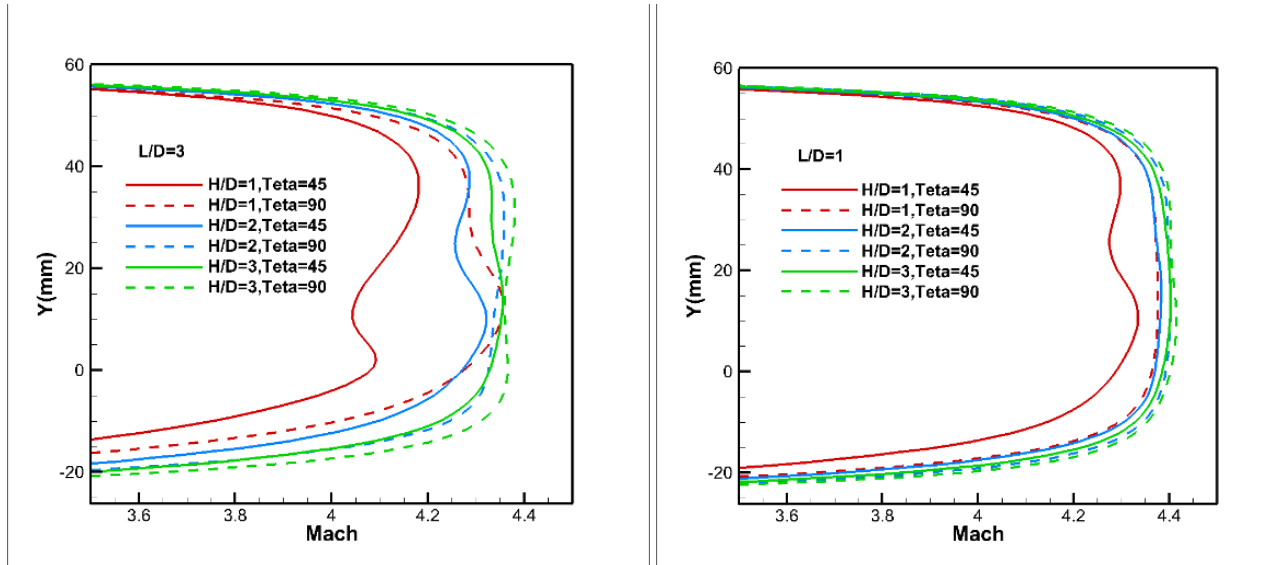 60
40
20
0
-20
Y(mm)
L/D=3
H/D=1,Teta=45
H/D=1,Teta=90
H/D=2,Teta=45
H/D=2,Teta=90
H/D=3,Teta=45
H/D=3,Teta=90
3.6 3.8 4 4.2 4.4
Mach
60
40
20
0
-20
Y(mm)
L/D=1
H/D=1,Teta=45
H/D=1,Teta=90
H/D=2,Teta=45
H/D=2,Teta=90
H/D=3,Teta=45
H/D=3,Teta=90
3.6 3.8 4 4.2 4.4
Mach